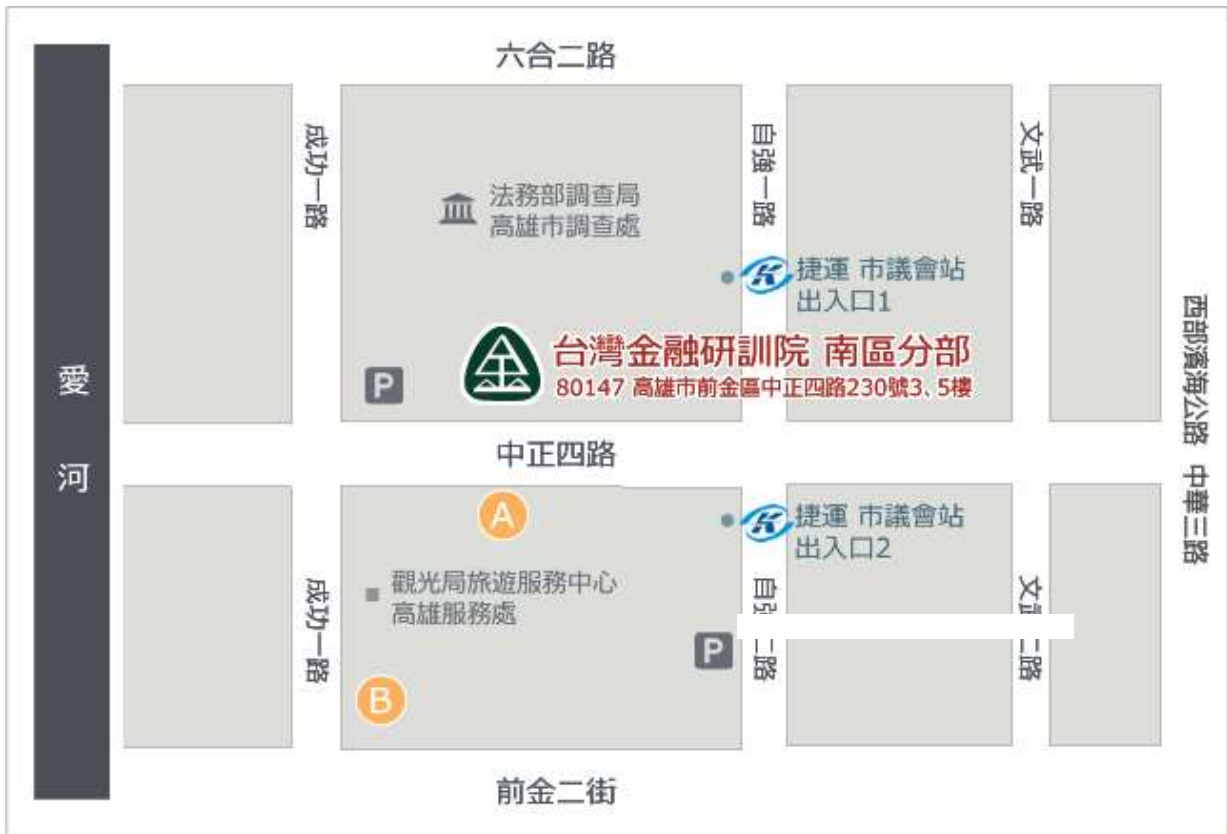 六合二路
成功一路
自強一路
文武一路
法務部調查局
高雄市調查處
捷運 市議會站
出入口1
台灣金融研訓院 南區分部
80147 高雄市前金區中正四路230號3、5樓
P
愛河
西部濱海公路 中華三路
中正四路
A
捷運 市議會站
出入口2
觀光局旅遊服務中心
高雄服務處
成功一路
自強二路
文武二路
P
B
前金二街